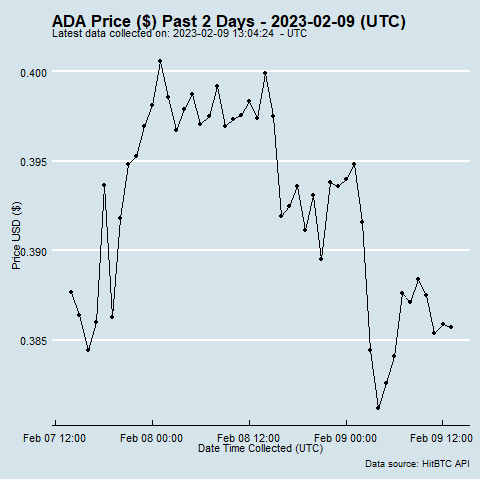 ADA Price ($) Past 2 Days - 2023-02-09 (UTC)
Latest data collected on: 2023-02-09 13:04:24  - UTC
0.400
0.395
0.390
0.385
Price USD ($)
Feb 07 12:00 Feb 08 00:00 Feb 08 12:00 Feb 09 00:00 Feb 09 12:00
Date Time Collected (UTC)
Data source: HitBTC API